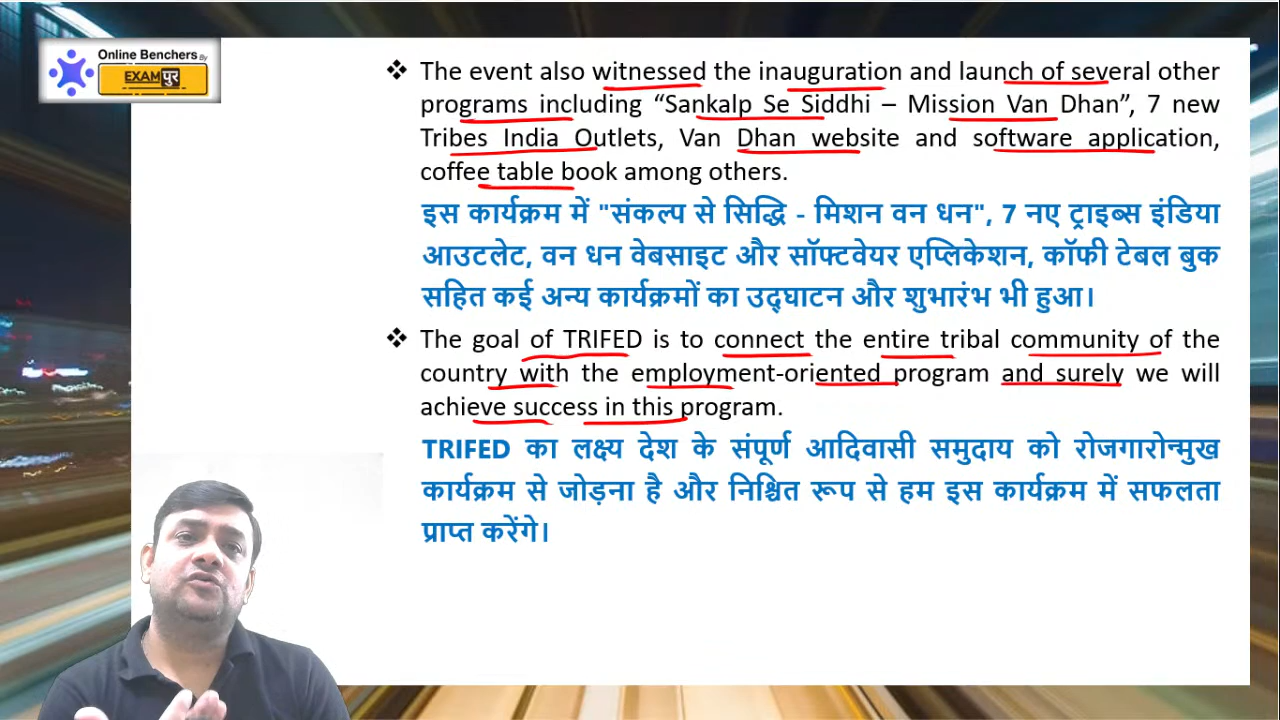 Online Benchers By
EXAMपुर
❖ The event also witnessed the inauguration and launch of several other
programs including “Sankalp Se Siddhi – Mission Van Dhan”, 7 new
Tribes India Outlets, Van Dhan website and software application,
coffee table book among others.
इस कार्यक्रम में "संकल्प से सिद्धि - मिशन वन धन", 7 नए ट्राइब्स इंडिया
आउटलेट, वन धन वेबसाइट और सॉफ्टवेयर एप्लिकेशन, कॉफी टेबल बुक
सहित कई अन्य कार्यक्रमों का उद्घाटन और शुभारंभ भी हुआ।
❖ The goal of TRIFED is to connect the entire tribal community of the
country with the employment-oriented program and surely we will
achieve success in this program.
TRIFED का लक्ष्य देश के संपूर्ण आदिवासी समुदाय को रोजगारोन्मुख
कार्यक्रम से जोड़ना है और निश्चित रूप से हम इस कार्यक्रम में सफलता
प्राप्त करेंगे।